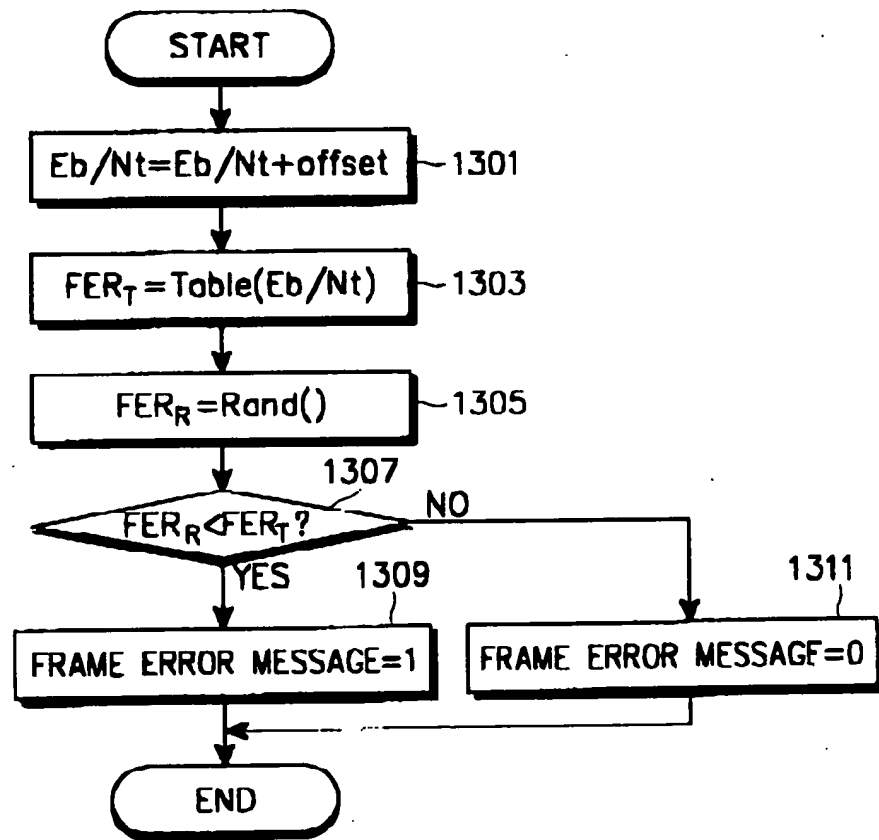 START
Eb/Nt=Eb/Nt+offset
1301
FER_T=Table(Eb/Nt)
1303
FER_R=Rand()
1305
1307
FER_R<FER_T?
NO
YES
1309
1311
FRAME ERROR MESSAGE=1
FRAME ERROR MESSAGE=0
END